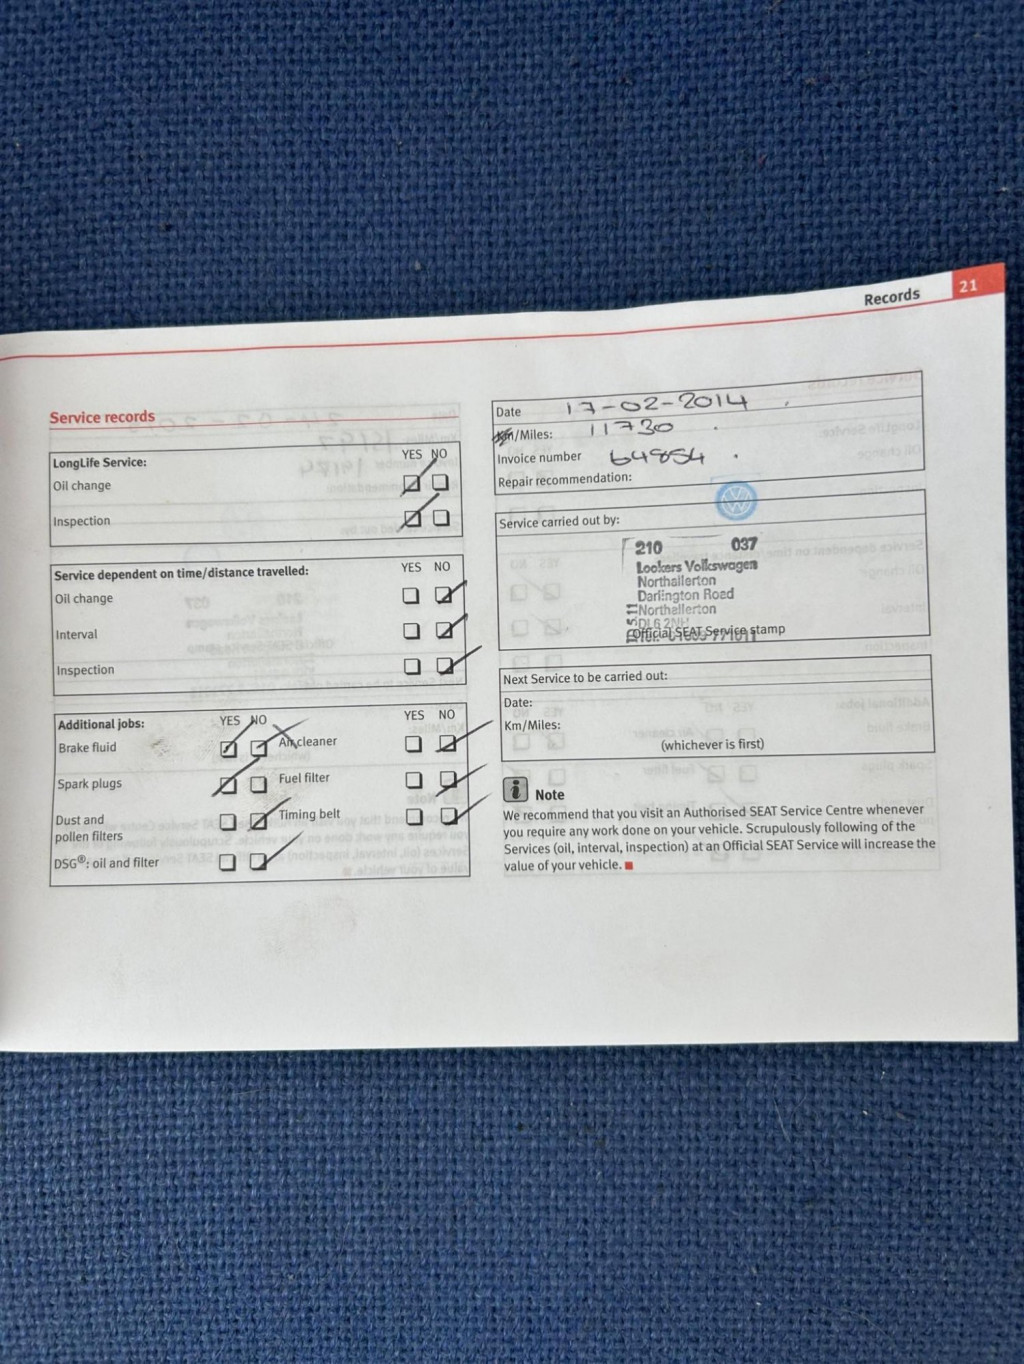 Records 21
Service records
LongLife Service: YES NO
Oil change
Inspection
Service dependent on time/distance travelled: YES NO
Oil change
Interval
Inspection
Additional jobs: YES NO YES NO
Brake fluid Air cleaner
Spark plugs Fuel filter
Dust and Timing belt
pollen filters
DSG®: oil and filter
Date 17-02-2014
Km/Miles: 11730
Invoice number 64854
Repair recommendation:
Service carried out by:
210 037
Lookers Volkswagen
Northallerton
Darlington Road
Northallerton
DL6 2NH
Official SEAT Service stamp
Next Service to be carried out:
Date:
Km/Miles:
(whichever is first)
i Note
We recommend that you visit an Authorised SEAT Service Centre whenever
you require any work done on your vehicle. Scrupulously following of the
Services (oil, interval, inspection) at an Official SEAT Service will increase the
value of your vehicle.